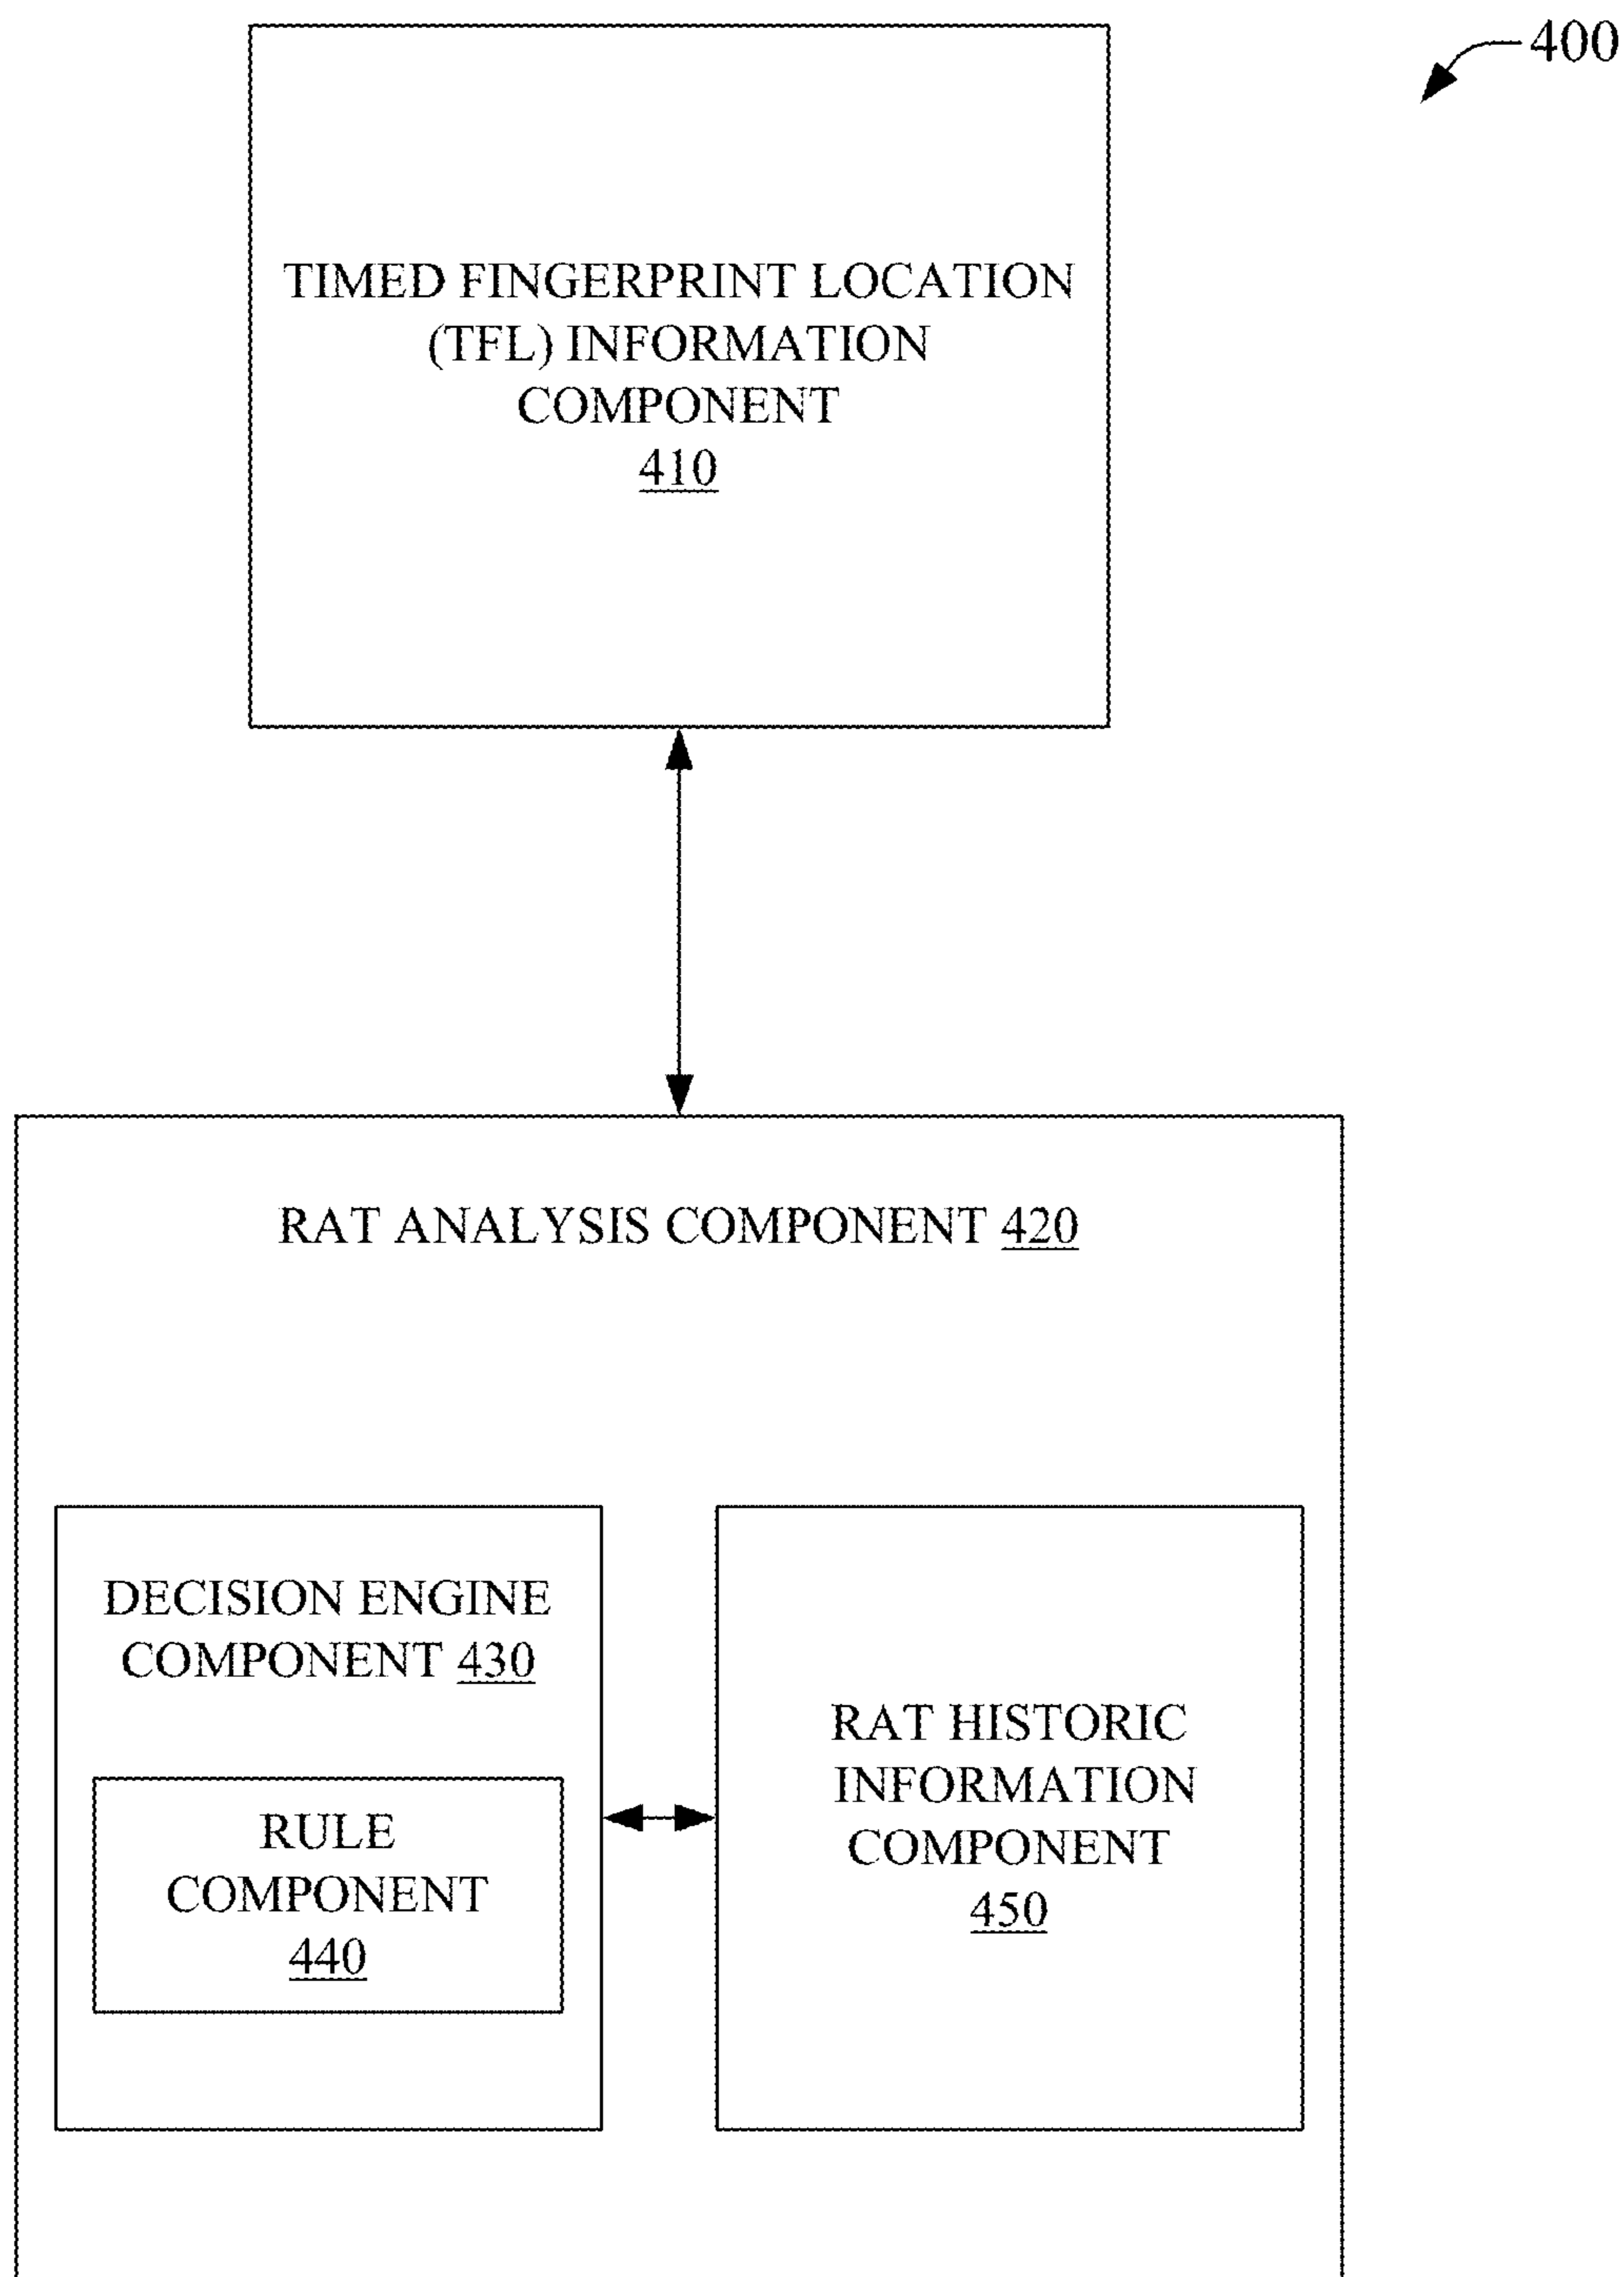 400
TIMED FINGERPRINT LOCATION
(TFL) INFORMATION
COMPONENT
410
RAT ANALYSIS COMPONENT 420
DECISION ENGINE
COMPONENT 430
RULE
COMPONENT
440
RAT HISTORIC
INFORMATION
COMPONENT
450